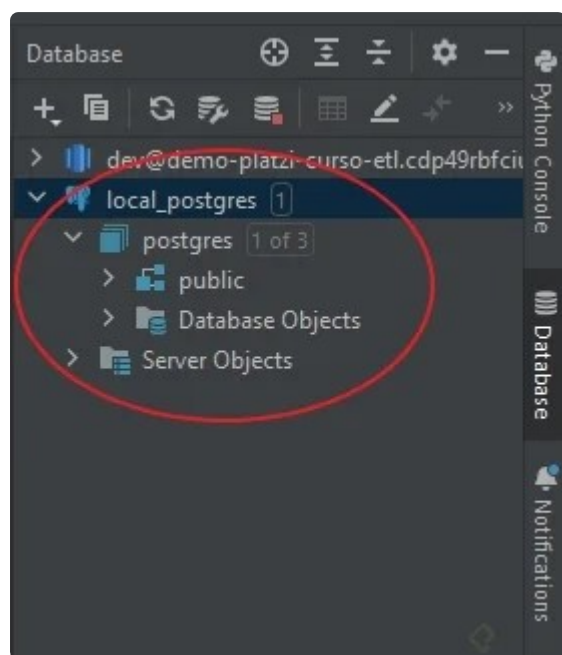 Database
dev@demo-platzi-curso-etl.cdp49rbfciu
local_postgres 1
postgres 1 of 3
public
Database Objects
Server Objects
Python Console
Database
Notifications